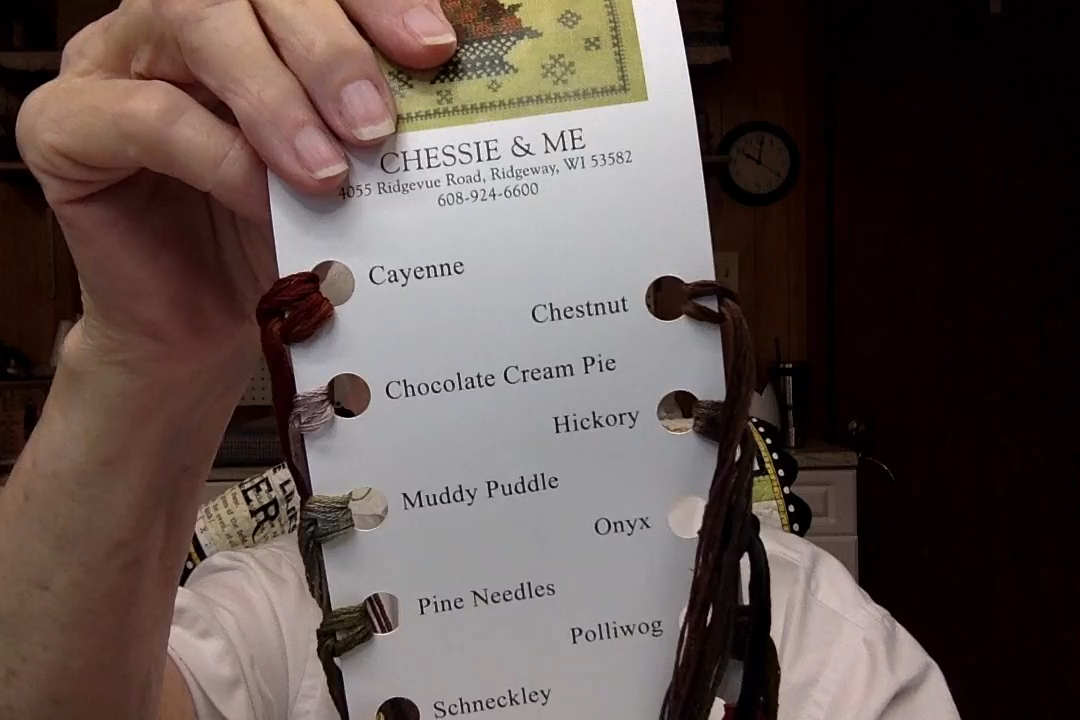 CHESSIE & ME
4055 Ridgevue Road, Ridgeway, WI 53582
608-924-6600
Cayenne
Chestnut
Chocolate Cream Pie
Hickory
Muddy Puddle
Onyx
Pine Needles
Polliwog
Schneckley
ER